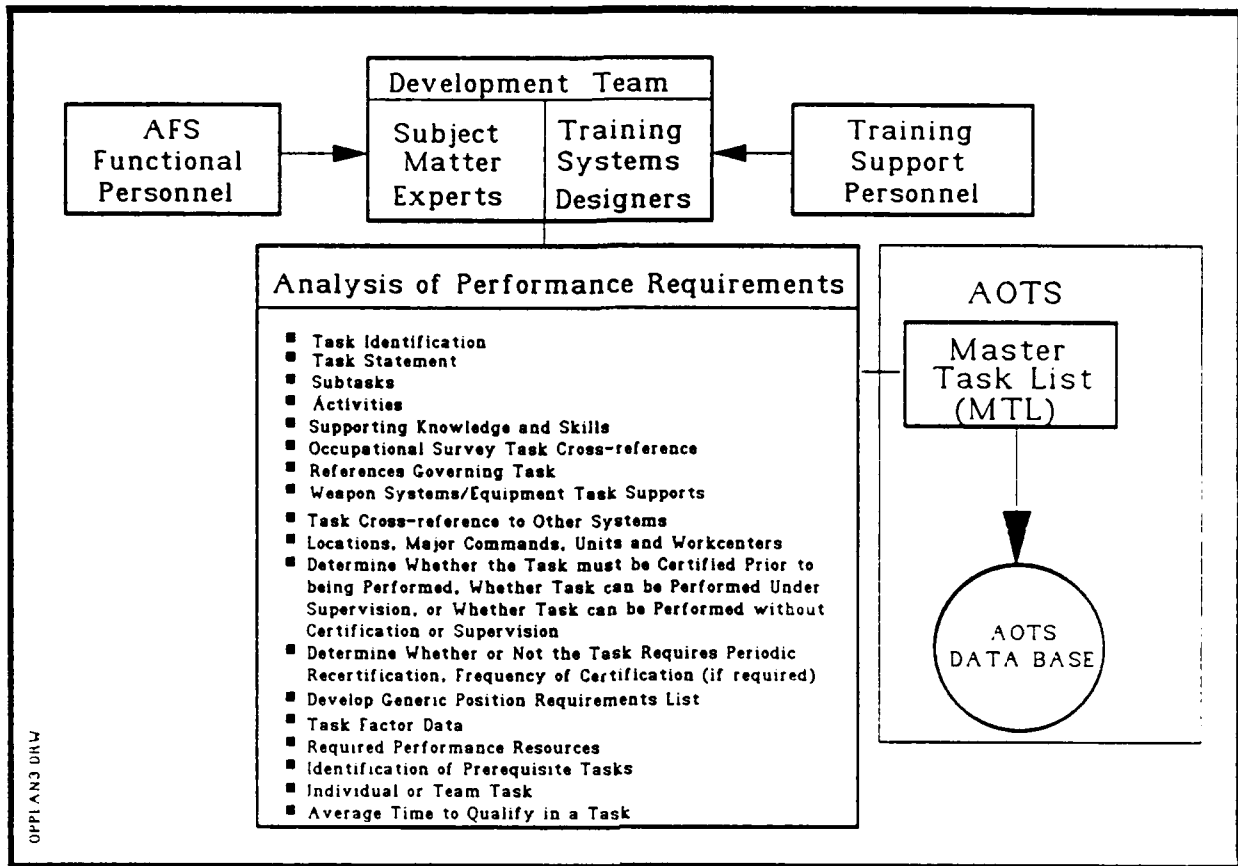 Development Team
AFS
Functional
Personnel
Subject
Matter
Experts
Training
Systems
Designers
Training
Support
Personnel
Analysis of Performance Requirements
■ Task Identification
■ Task Statement
■ Subtasks
■ Activities
■ Supporting Knowledge and Skills
■ Occupational Survey Task Cross-reference
■ References Governing Task
■ Weapon Systems/Equipment Task Supports
■ Task Cross-reference to Other Systems
■ Locations, Major Commands, Units and Workcenters
■ Determine Whether the Task must be Certified Prior to
being Performed, Whether Task can be Performed Under
Supervision, or Whether Task can be Performed without
Certification or Supervision
■ Determine Whether or Not the Task Requires Periodic
Recertification, Frequency of Certification (if required)
■ Develop Generic Position Requirements List
■ Task Factor Data
■ Required Performance Resources
■ Identification of Prerequisite Tasks
■ Individual or Team Task
■ Average Time to Qualify in a Task
AOTS
Master
Task List
(MTL)
AOTS
DATA BASE
OPPLAN3 DRW